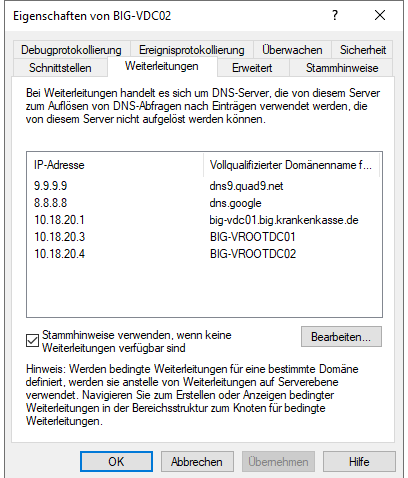 Eigenschaften von BIG-VDC02
Debugprotokollierung Ereignisprotokollierung Überwachen Sicherheit
Schnittstellen Weiterleitungen Erweitert Stammhinweise
Bei Weiterleitungen handelt es sich um DNS-Server, die von diesem Server
zum Auflösen von DNS-Abfragen nach Einträgen verwendet werden, die
von diesem Server nicht aufgelöst werden können.
IP-Adresse Vollqualifizierter Domänenname f...
9.9.9.9 dns9.quad9.net
8.8.8.8 dns.google
10.18.20.1 big-vdc01.big.krankenkasse.de
10.18.20.3 BIG-VROOTDC01
10.18.20.4 BIG-VROOTDC02
Stammhinweise verwenden, wenn keine
Weiterleitungen verfügbar sind
Bearbeiten...
Hinweis: Werden bedingte Weiterleitungen für eine bestimmte Domäne
definiert, werden sie anstelle von Weiterleitungen auf Serverebene
verwendet. Navigieren Sie zum Erstellen oder Anzeigen bedingter
Weiterleitungen in der Bereichsstruktur zum Knoten für bedingte
Weiterleitungen.
OK Abbrechen Übernehmen Hilfe